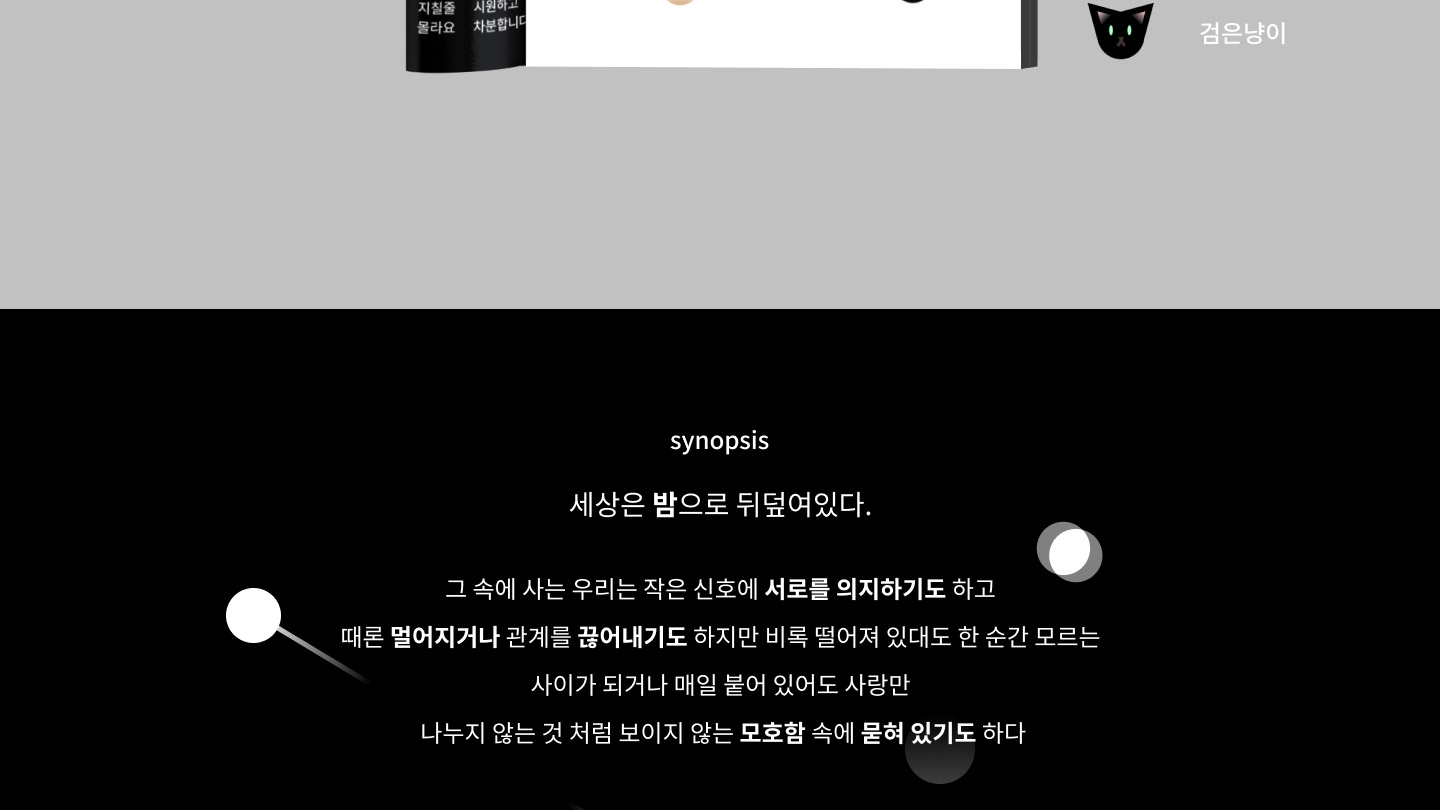 지칠줄 시원하고
몰라요 차분합니다
검은냥이
synopsis
세상은 밤으로 뒤덮여있다.
그 속에 사는 우리는 작은 신호에 서로를 의지하기도 하고
때론 멀어지거나 관계를 끊어내기도 하지만 비록 떨어져 있대도 한 순간 모르는
사이가 되거나 매일 붙어 있어도 사랑만
나누지 않는 것 처럼 보이지 않는 모호함 속에 묻혀 있기도 하다